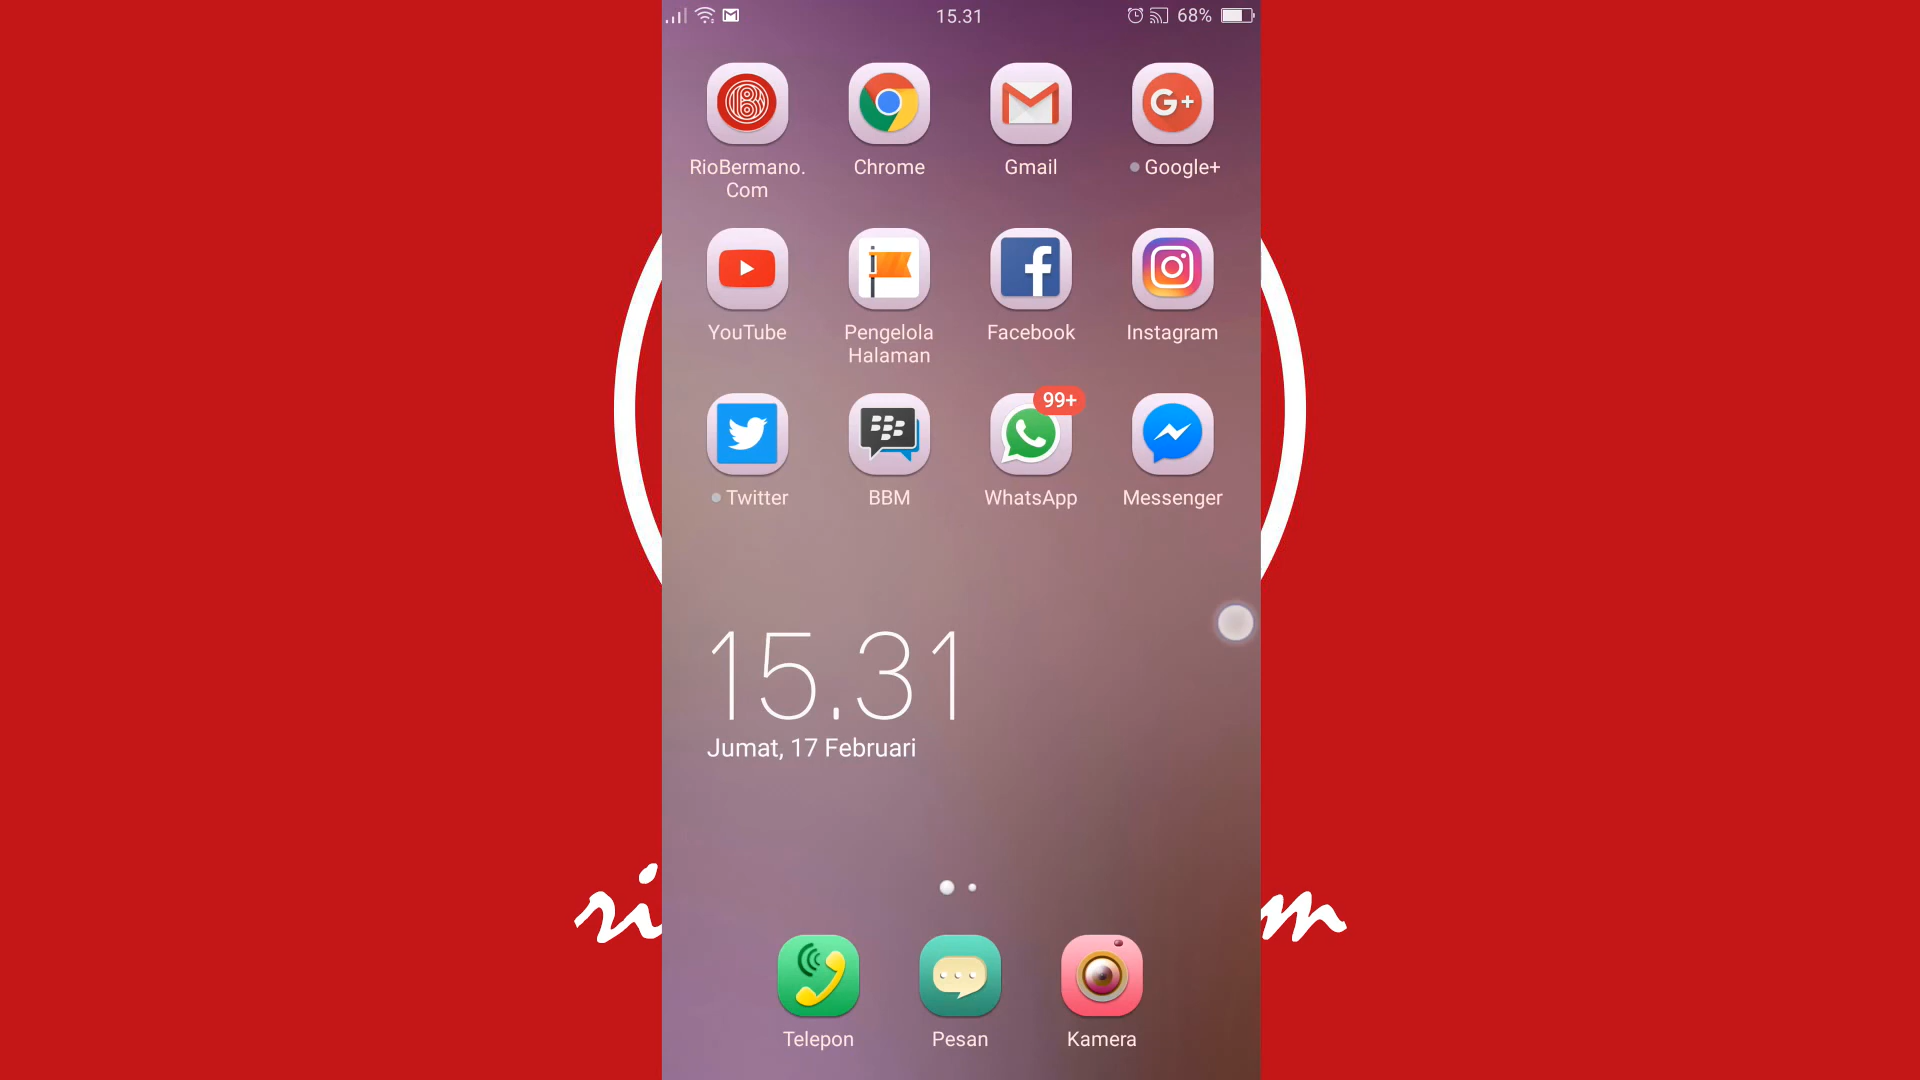 15.31
68%
RioBermano.
Com
Chrome
Gmail
G+
Google+
YouTube
Pengelola
Halaman
Facebook
Instagram
99+
Twitter
BBM
WhatsApp
Messenger
15.31
Jumat, 17 Februari
ri
m
Telepon
Pesan
Kamera